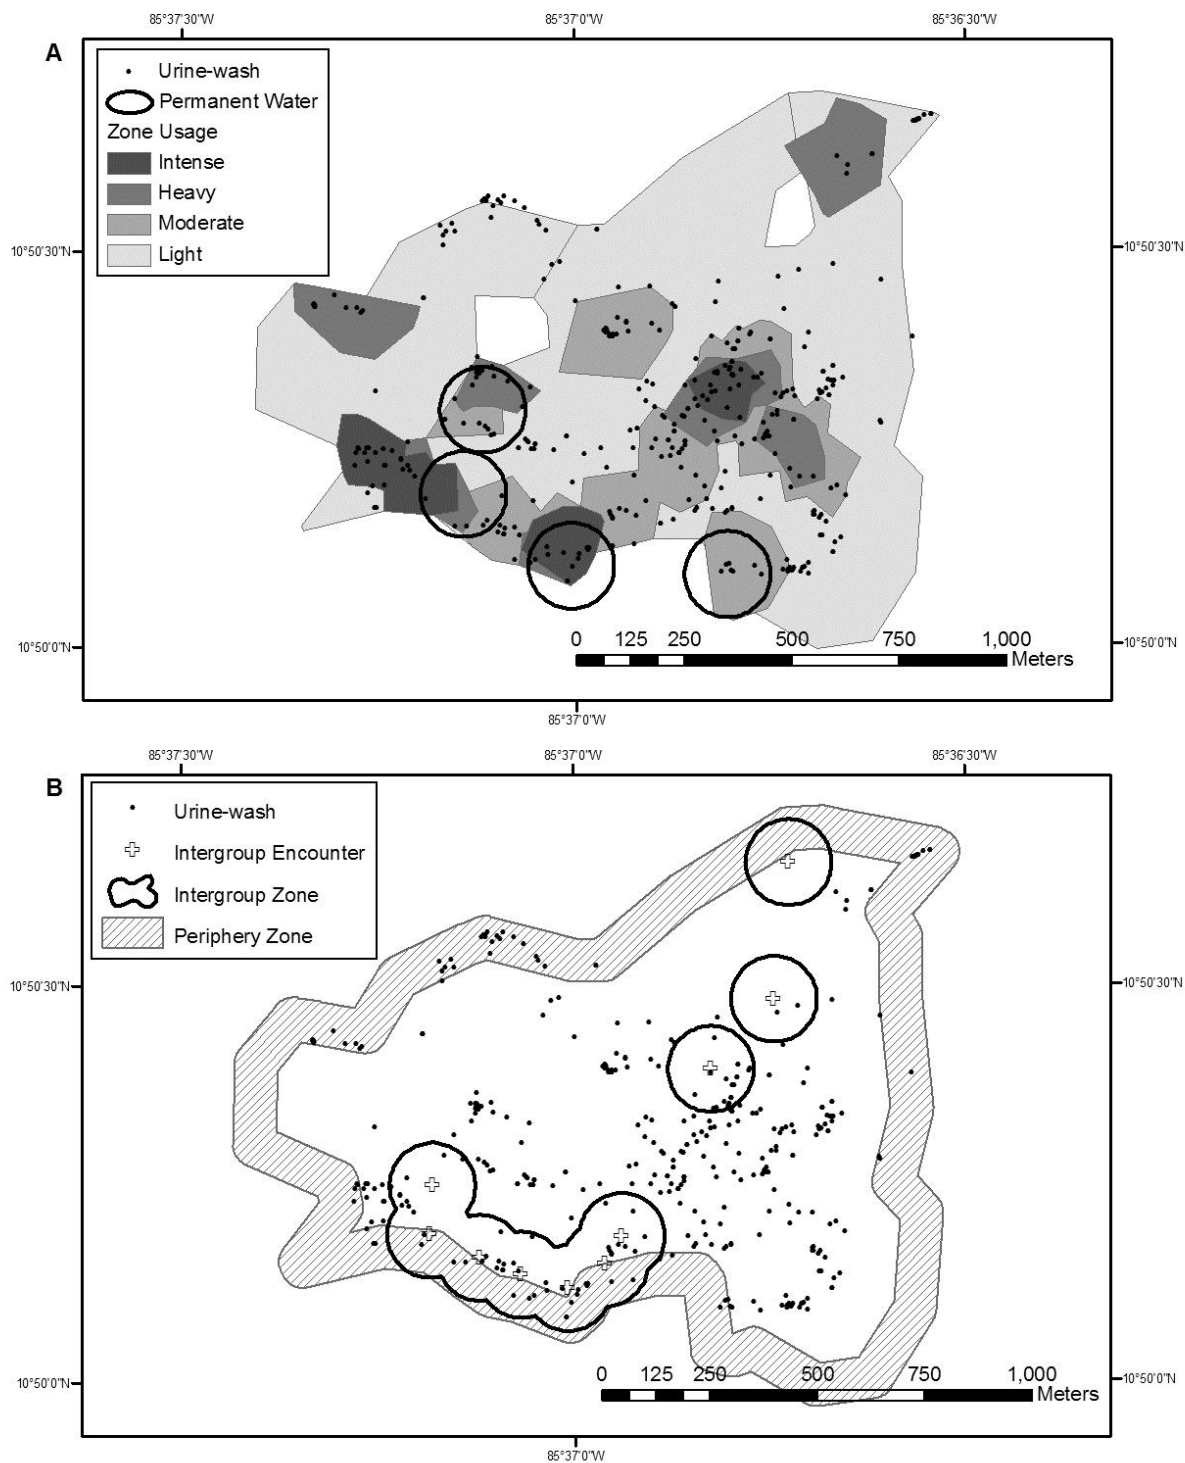 85°37'30"W 85°37'0"W 85°36'30"W
A
Urine-wash
Permanent Water
Zone Usage
Intense
Heavy
Moderate
Light
10°50'30"N 10°50'30"N
10°50'0"N 10°50'0"N
0 125 250 500 750 1,000
Meters
85°37'0"W
85°37'30"W 85°37'0"W 85°36'30"W
B
Urine-wash
Intergroup Encounter
Intergroup Zone
Periphery Zone
10°50'30"N 10°50'30"N
10°50'0"N 10°50'0"N
0 125 250 500 750 1,000
Meters
85°37'0"W